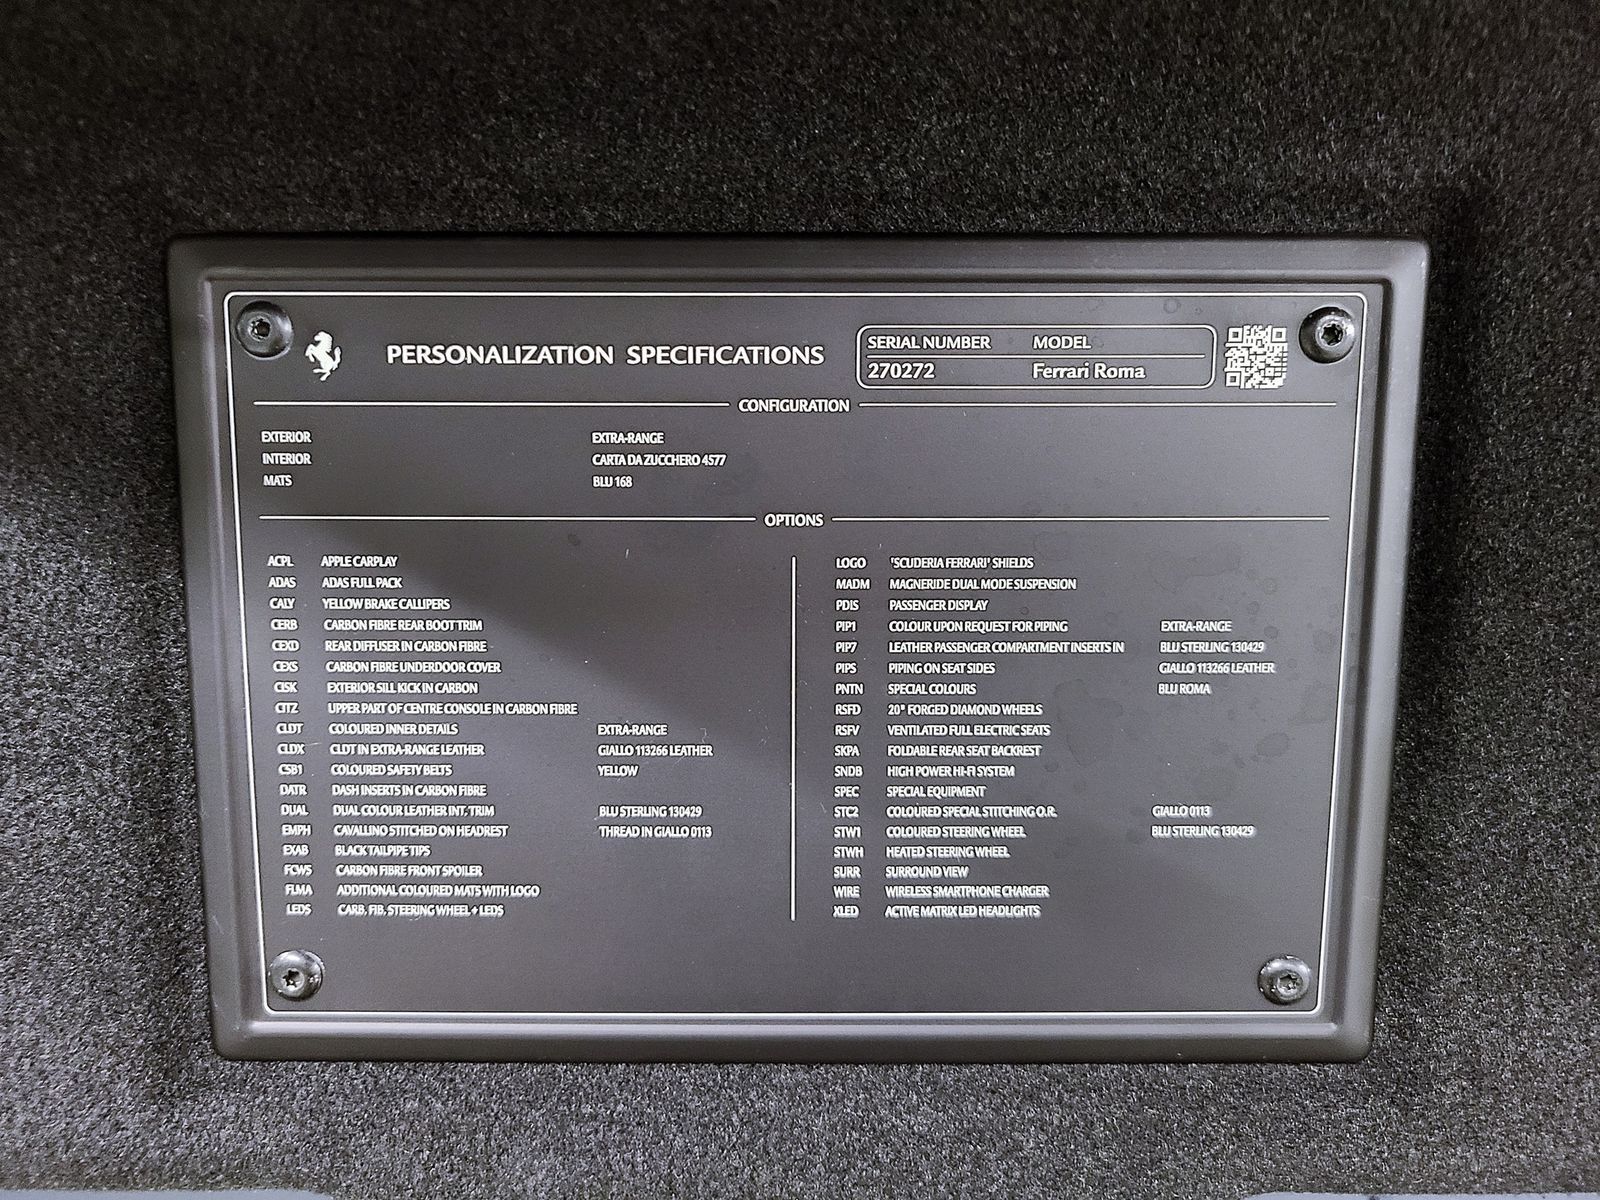 PERSONALIZATION SPECIFICATIONS
SERIAL NUMBER MODEL
270272 Ferrari Roma
CONFIGURATION
EXTERIOR EXTRA-RANGE
INTERIOR CARTA DA ZUCCHERO 4577
MATS BLU 168
OPTIONS
ACPL APPLE CARPLAY
ADAS ADAS FULL PACK
CALY YELLOW BRAKE CALLIPERS
CERB CARBON FIBRE REAR BOOT TRIM
CEXD REAR DIFFUSER IN CARBON FIBRE
CEXS CARBON FIBRE UNDERDOOR COVER
CISK EXTERIOR SILL KICK IN CARBON
CITZ UPPER PART OF CENTRE CONSOLE IN CARBON FIBRE
CLDT COLOURED INNER DETAILS EXTRA-RANGE
CLDX CLDT IN EXTRA-RANGE LEATHER GIALLO 113266 LEATHER
CSB1 COLOURED SAFETY BELTS YELLOW
DATR DASH INSERTS IN CARBON FIBRE
DUAL DUAL COLOUR LEATHER INT. TRIM BLU STERLING 130429
EMPH CAVALLINO STITCHED ON HEADREST THREAD IN GIALLO 0113
EXAB BLACK TAILPIPE TIPS
FCWS CARBON FIBRE FRONT SPOILER
FLMA ADDITIONAL COLOURED MATS WITH LOGO
LEDS CARB. FIB. STEERING WHEEL + LEDS
LOGO 'SCUDERIA FERRARI' SHIELDS
MADM MAGNERIDE DUAL MODE SUSPENSION
PDIS PASSENGER DISPLAY
PIP1 COLOUR UPON REQUEST FOR PIPING EXTRA-RANGE
PIP7 LEATHER PASSENGER COMPARTMENT INSERTS IN BLU STERLING 130429
PIPS PIPING ON SEAT SIDES GIALLO 113266 LEATHER
PNTN SPECIAL COLOURS BLU ROMA
RSFD 20" FORGED DIAMOND WHEELS
RSFV VENTILATED FULL ELECTRIC SEATS
SKPA FOLDABLE REAR SEAT BACKREST
SNDB HIGH POWER HI-FI SYSTEM
SPEC SPECIAL EQUIPMENT
STC2 COLOURED SPECIAL STITCHING O.R. GIALLO 0113
STW1 COLOURED STEERING WHEEL BLU STERLING 130429
STWH HEATED STEERING WHEEL
SURR SURROUND VIEW
WIRE WIRELESS SMARTPHONE CHARGER
XLED ACTIVE MATRIX LED HEADLIGHTS